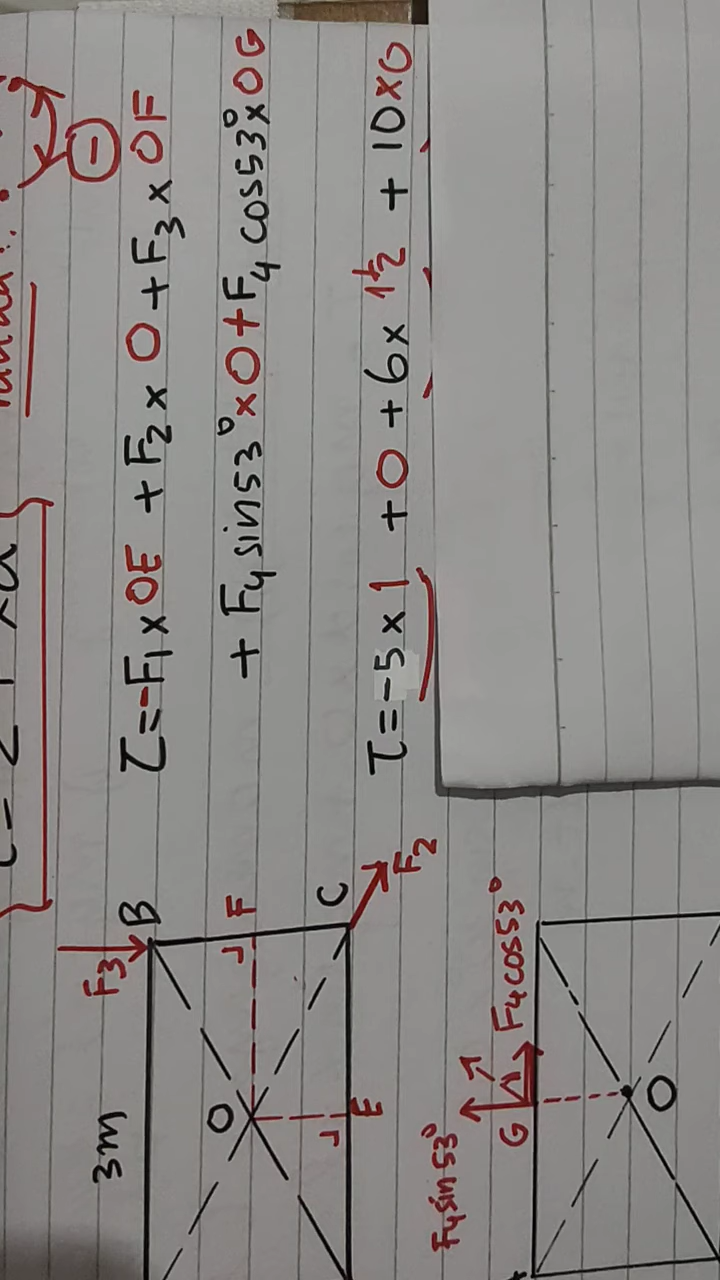 τ = Σ F × d
τ = -F₁ × OE + F₂ × O + F₃ × OF
-
+ F₄ sin53° × O + F₄ cos53° × OG
τ = -5 × 1 + O + 6 × 1½ + 10 × 0
3m
F₃
B
O
F
E
C
F₂
F₄ sin53°
F₄ cos53°
G
O